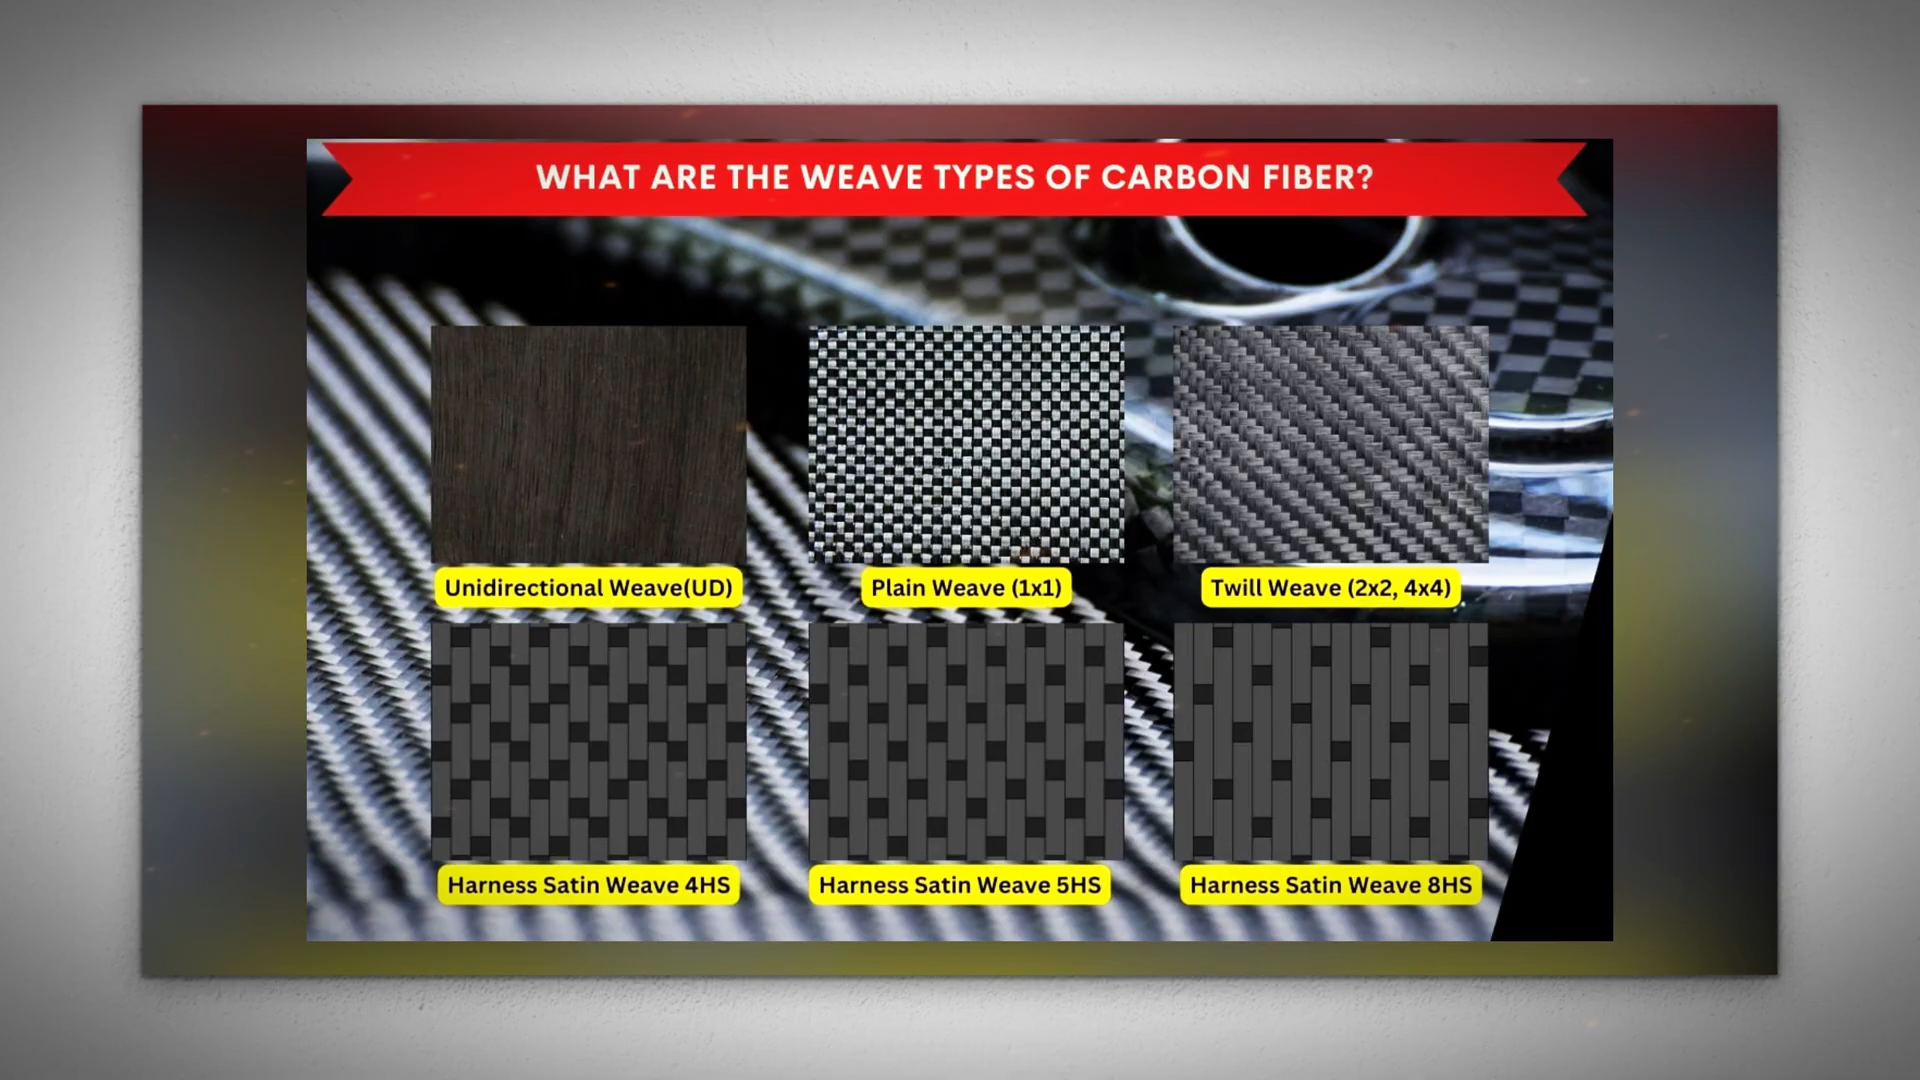 WHAT ARE THE WEAVE TYPES OF CARBON FIBER?
Unidirectional Weave(UD)
Plain Weave (1x1)
Twill Weave (2x2, 4x4)
Harness Satin Weave 4HS
Harness Satin Weave 5HS
Harness Satin Weave 8HS